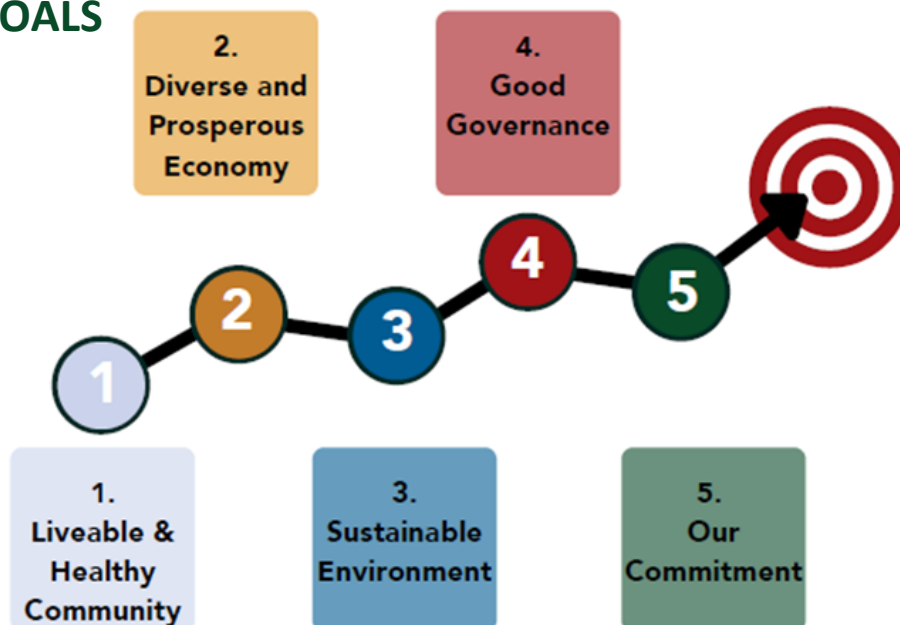 OALS
2.
Diverse and
Prosperous
Economy
4.
Good
Governance
1
2
3
4
5
1.
Liveable &
Healthy
Community
3.
Sustainable
Environment
5.
Our
Commitment